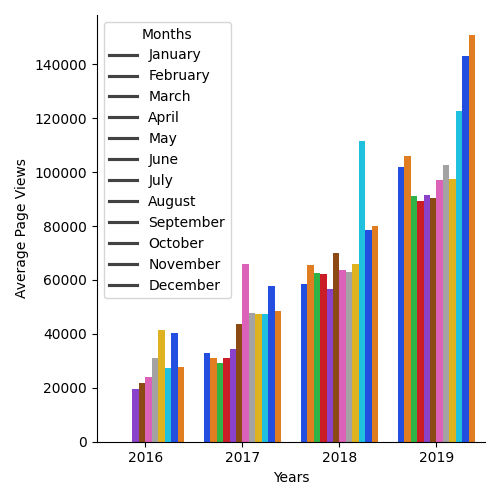 Months
January
February
March
April
May
June
July
August
September
October
November
December
Average Page Views
140000
120000
100000
80000
60000
40000
20000
0
2016 2017 2018 2019
Years